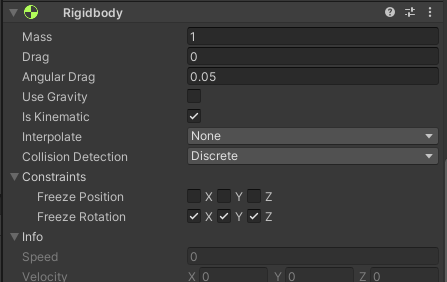 Rigidbody
Mass 1
Drag 0
Angular Drag 0.05
Use Gravity
Is Kinematic
Interpolate None
Collision Detection Discrete
Constraints
Freeze Position X Y Z
Freeze Rotation X Y Z
Info
Speed 0
Velocity X 0 Y 0 Z 0